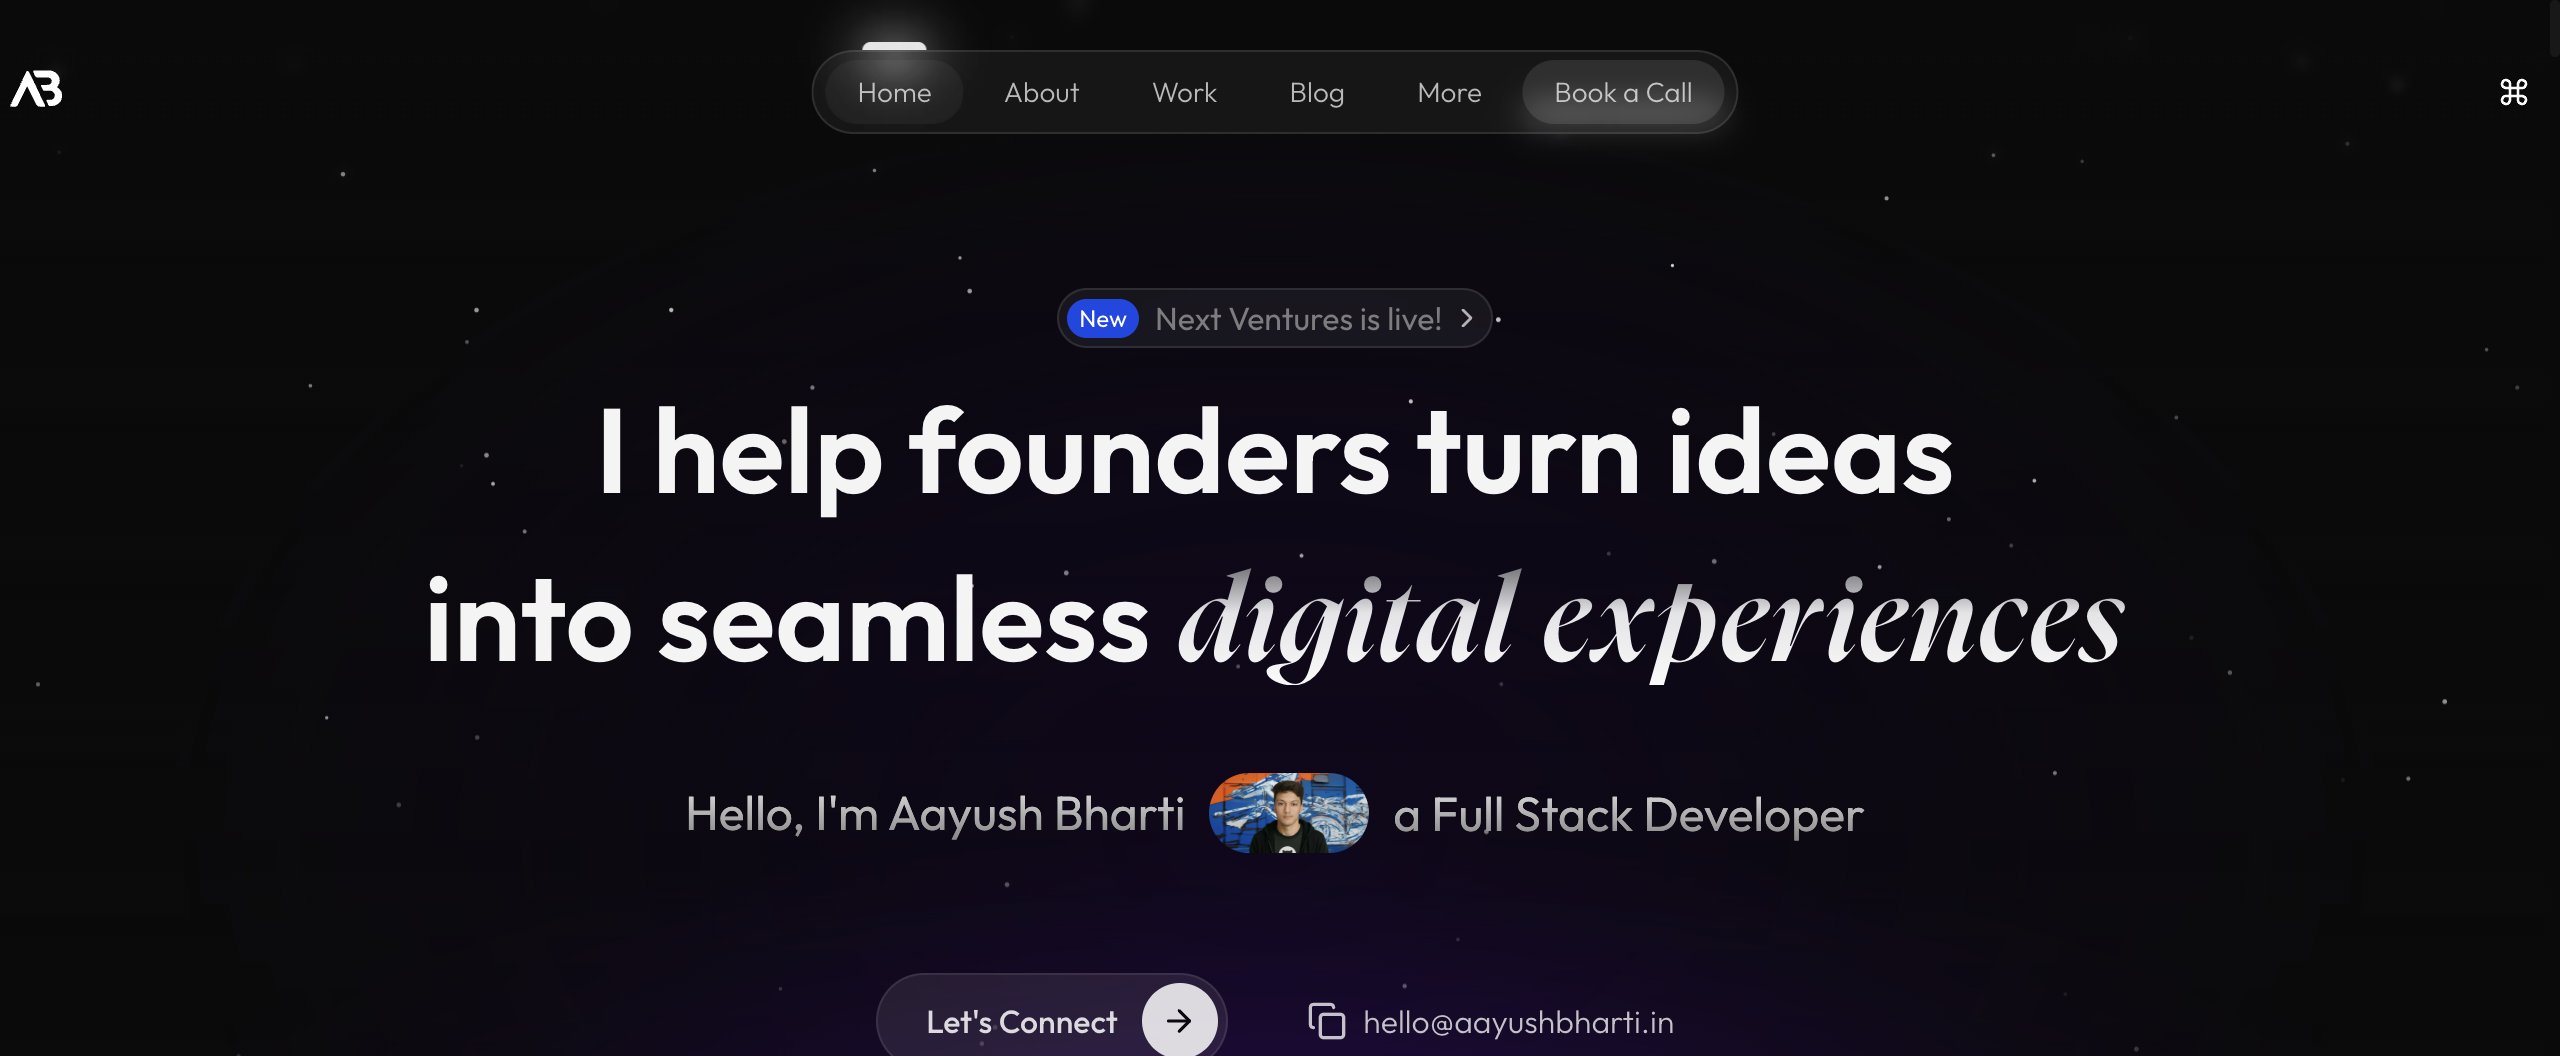 AB
Home About Work Blog More Book a Call
⌘
New Next Ventures is live!
I help founders turn ideas
into seamless digital experiences
Hello, I'm Aayush Bharti a Full Stack Developer
Let's Connect hello@aayushbharti.in